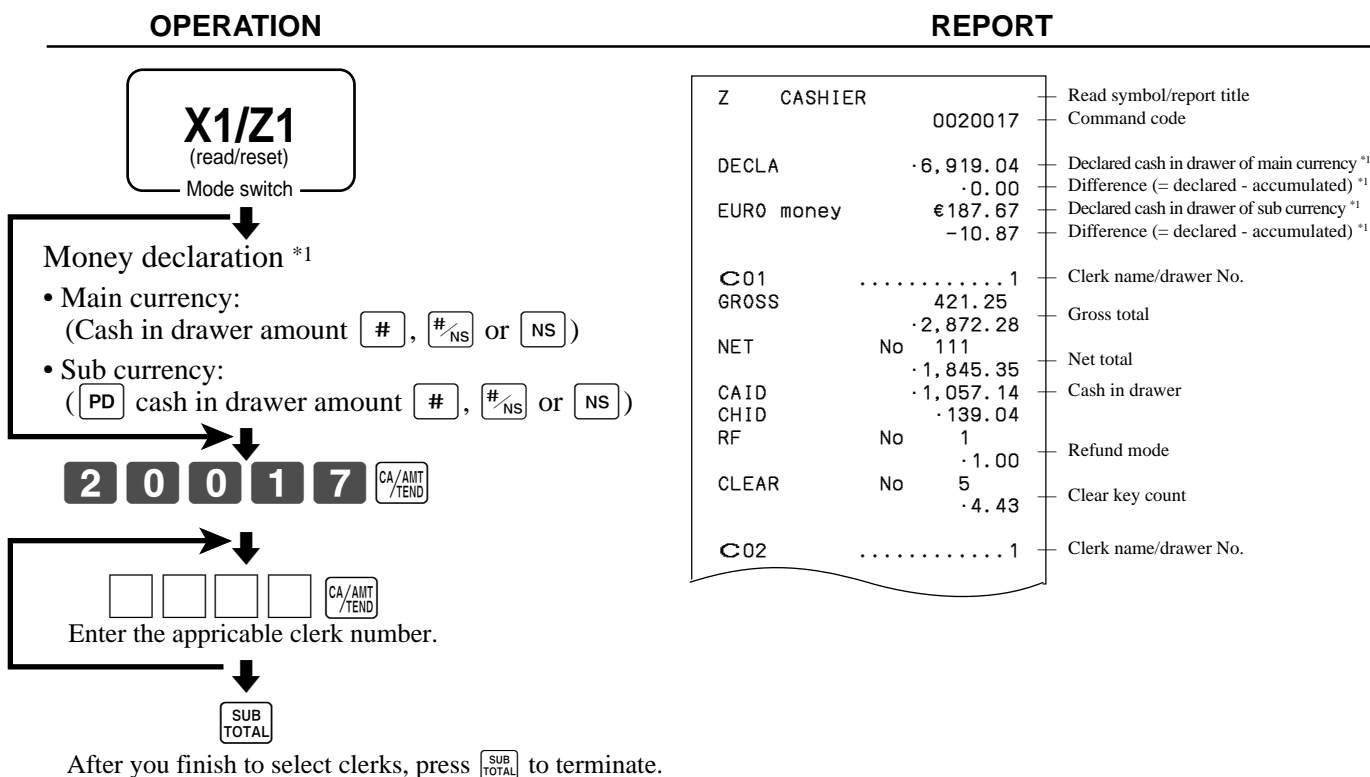 OPERATION
X1/Z1
(read/reset)
Mode switch
Money declaration *1
• Main currency:
(Cash in drawer amount #, #/NS or NS)
• Sub currency:
(PD cash in drawer amount #, #/NS or NS)
2 0 0 1 7 CA/AMT/TEND
CA/AMT/TEND
Enter the appricable clerk number.
SUB TOTAL
After you finish to select clerks, press SUB TOTAL to terminate.
REPORT
Z CASHIER Read symbol/report title
0020017 Command code
DECLA ·6,919.04 Declared cash in drawer of main currency *1
·0.00 Difference (= declared - accumulated) *1
EURO money €187.67 Declared cash in drawer of sub currency *1
-10.87 Difference (= declared - accumulated) *1
C01 ............1 Clerk name/drawer No.
GROSS 421.25
Gross total
·2,872.28
NET No 111
Net total
·1,845.35
CAID ·1,057.14 Cash in drawer
CHID ·139.04
RF No 1
Refund mode
·1.00
CLEAR No 5
Clear key count
·4.43
C02 ............1 Clerk name/drawer No.